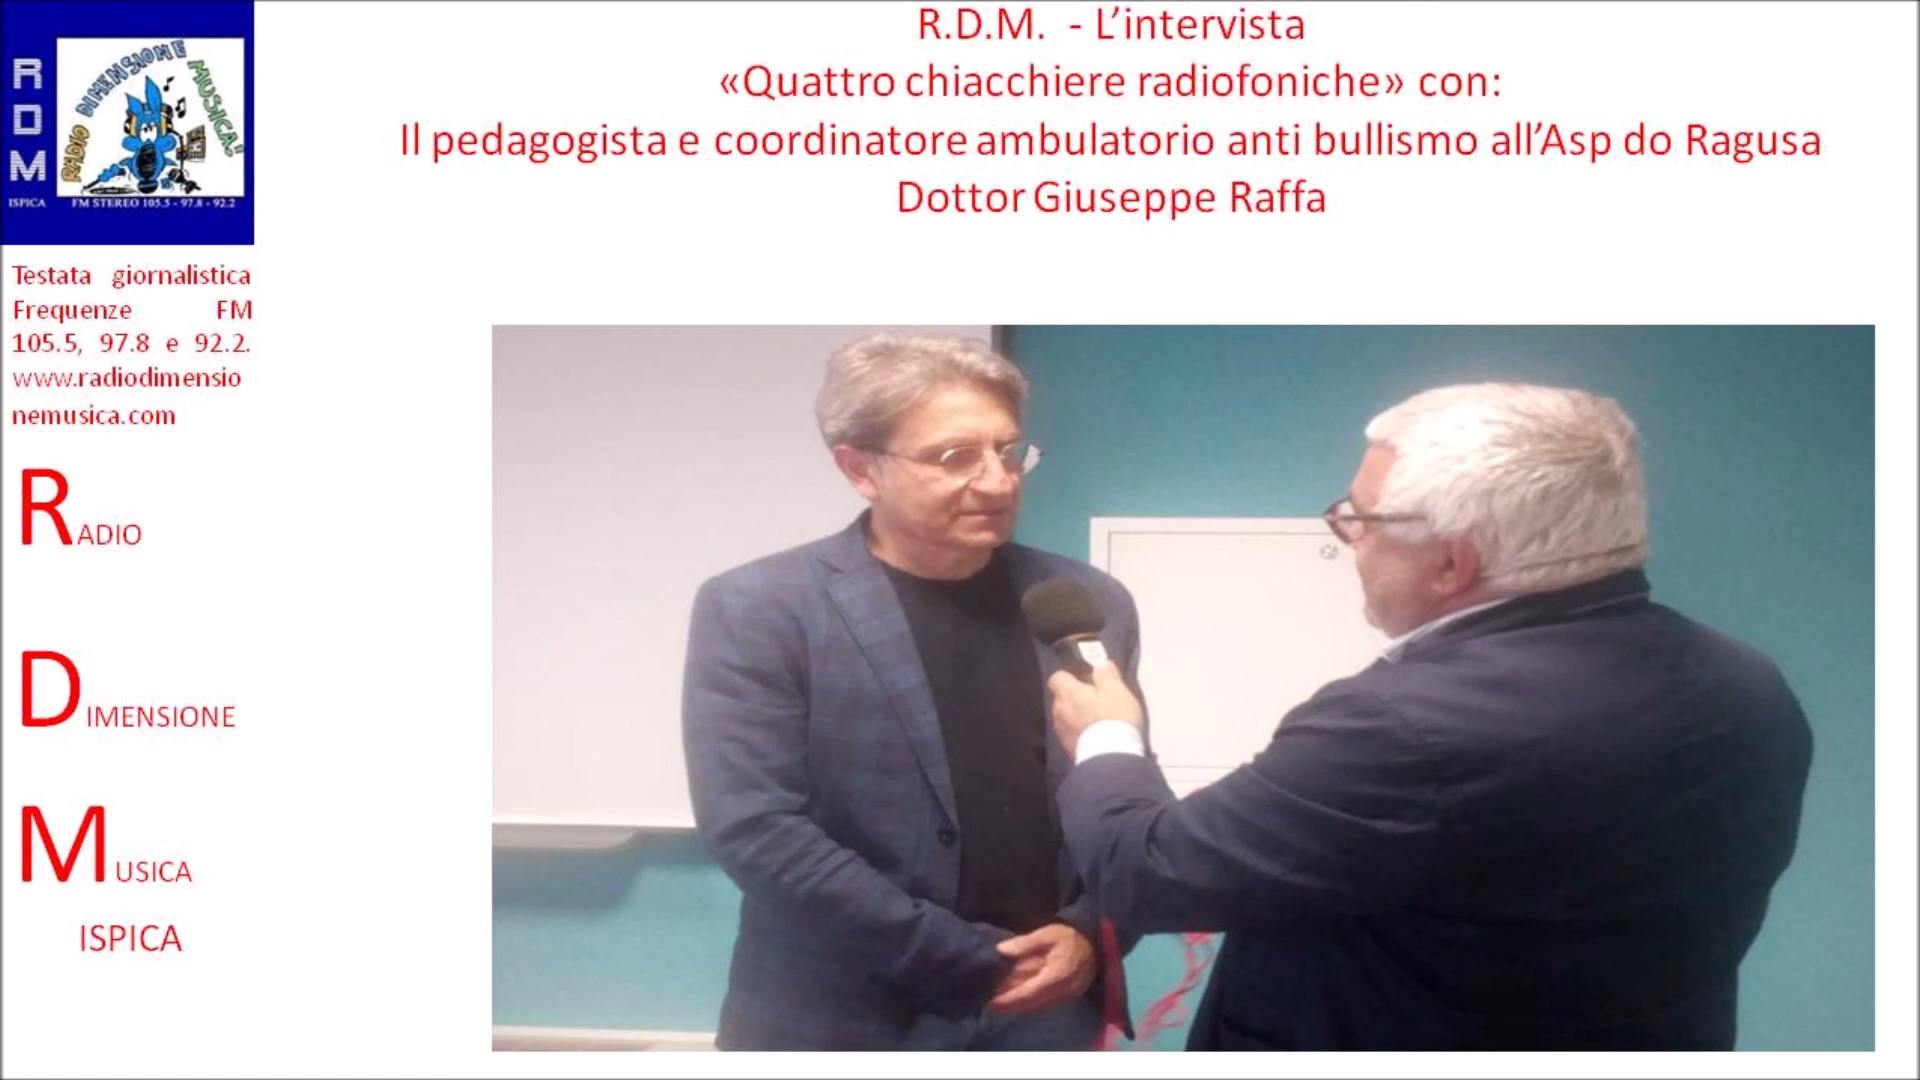 R.D.M. - L’intervista
«Quattro chiacchiere radiofoniche» con:
Il pedagogista e coordinatore ambulatorio anti bullismo all’Asp do Ragusa
Dottor Giuseppe Raffa
R
D
M
ISPICA
RADIO DIMENSIONE MUSICA!
FM STEREO 105.5 - 97.8 - 92.2
Testata giornalistica
Frequenze FM
105.5, 97.8 e 92.2.
www.radiodimensio
nemusica.com
RADIO
DIMENSIONE
MUSICA
ISPICA